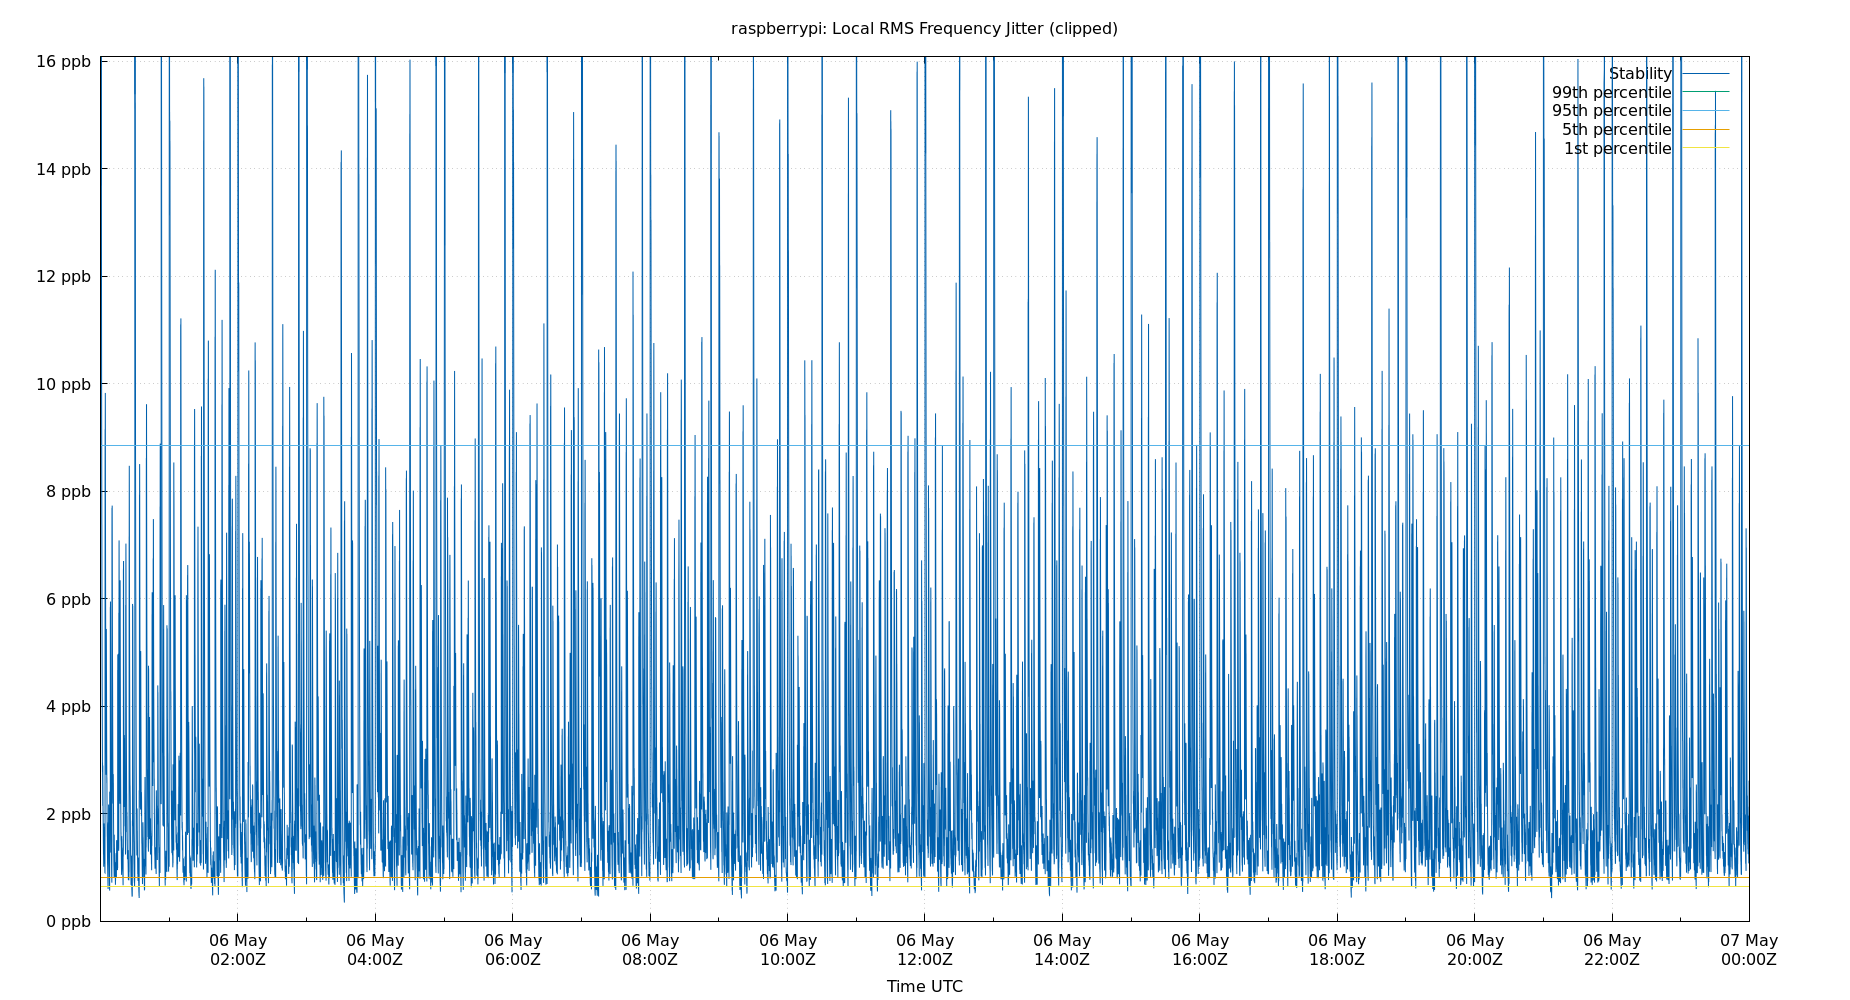 raspberrypi: Local RMS Frequency Jitter (clipped)
16 ppb
14 ppb
12 ppb
10 ppb
8 ppb
6 ppb
4 ppb
2 ppb
0 ppb
Stability
99th percentile
95th percentile
5th percentile
1st percentile
06 May 06 May 06 May 06 May 06 May 06 May 06 May 06 May 06 May 06 May 06 May 07 May
02:00Z 04:00Z 06:00Z 08:00Z 10:00Z 12:00Z 14:00Z 16:00Z 18:00Z 20:00Z 22:00Z 00:00Z
Time UTC